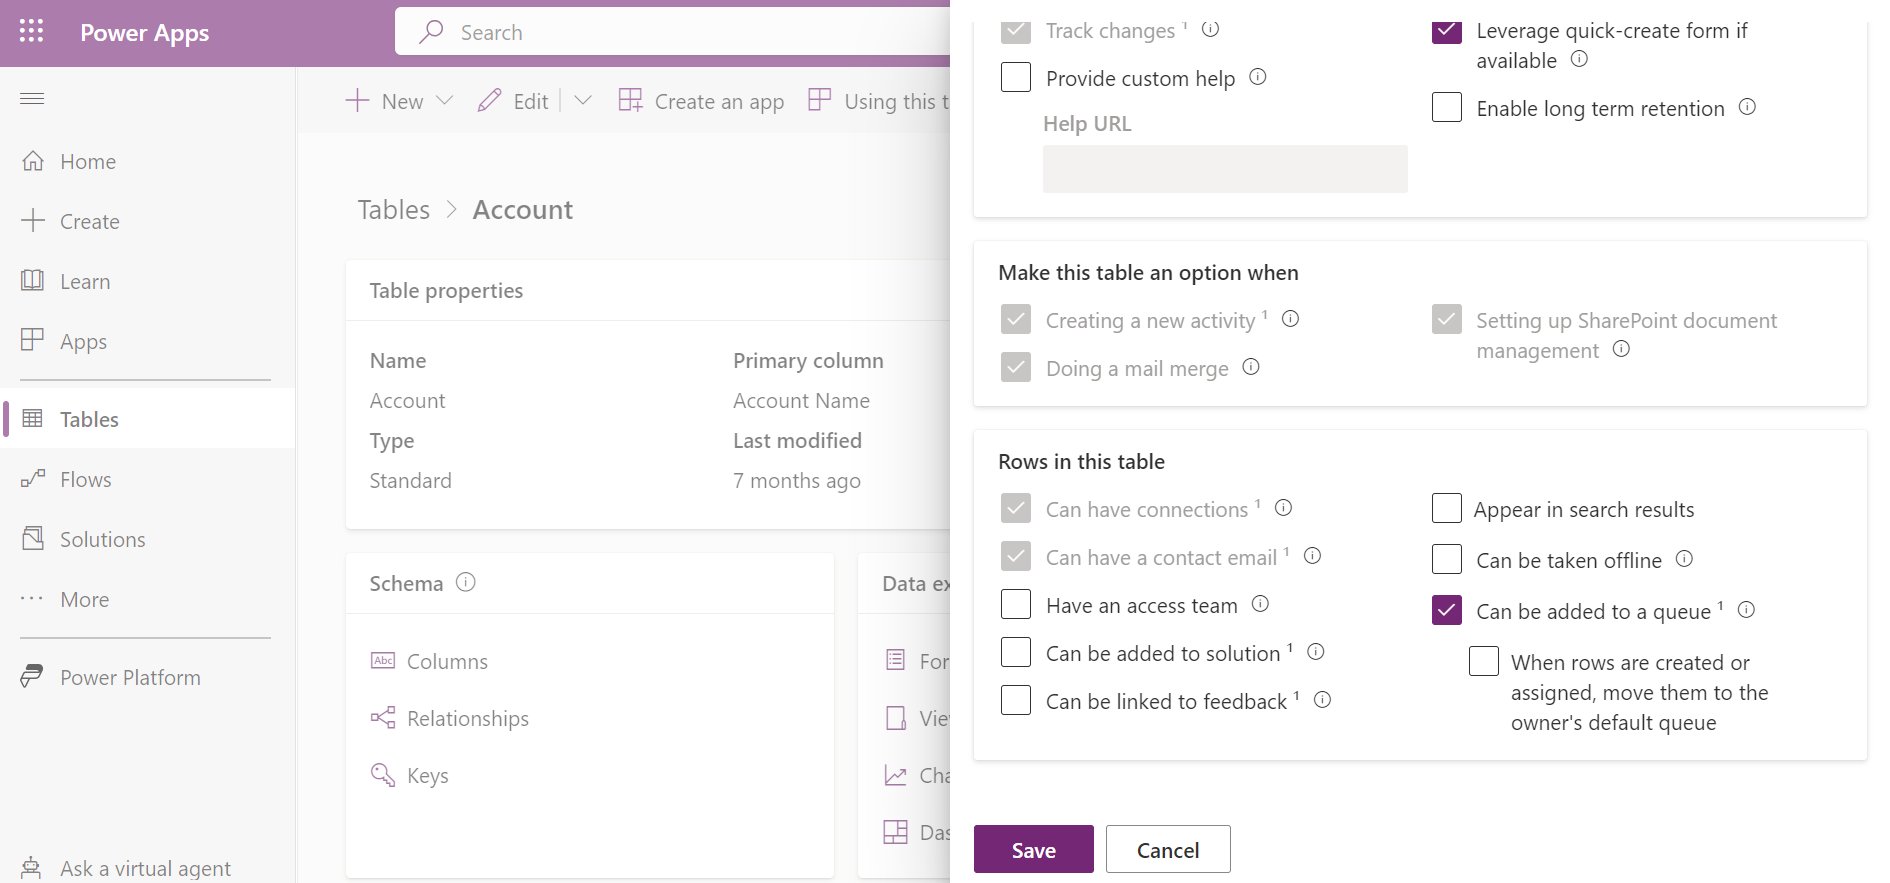 Power Apps
Search
Home
Create
Learn
Apps
Tables
Flows
Solutions
More
Power Platform
Ask a virtual agent
New
Edit
Create an app
Using this t
Tables > Account
Table properties
Name
Account
Type
Standard
Primary column
Account Name
Last modified
7 months ago
Schema
Abc
Columns
Relationships
Keys
Data ex
For
Vie
Cha
Das
Track changes ¹
Provide custom help
Help URL
Leverage quick-create form if
available
Enable long term retention
Make this table an option when
Creating a new activity ¹
Doing a mail merge
Setting up SharePoint document
management
Rows in this table
Can have connections ¹
Can have a contact email ¹
Have an access team
Can be added to solution ¹
Can be linked to feedback ¹
Appear in search results
Can be taken offline
Can be added to a queue ¹
When rows are created or
assigned, move them to the
owner's default queue
Save
Cancel